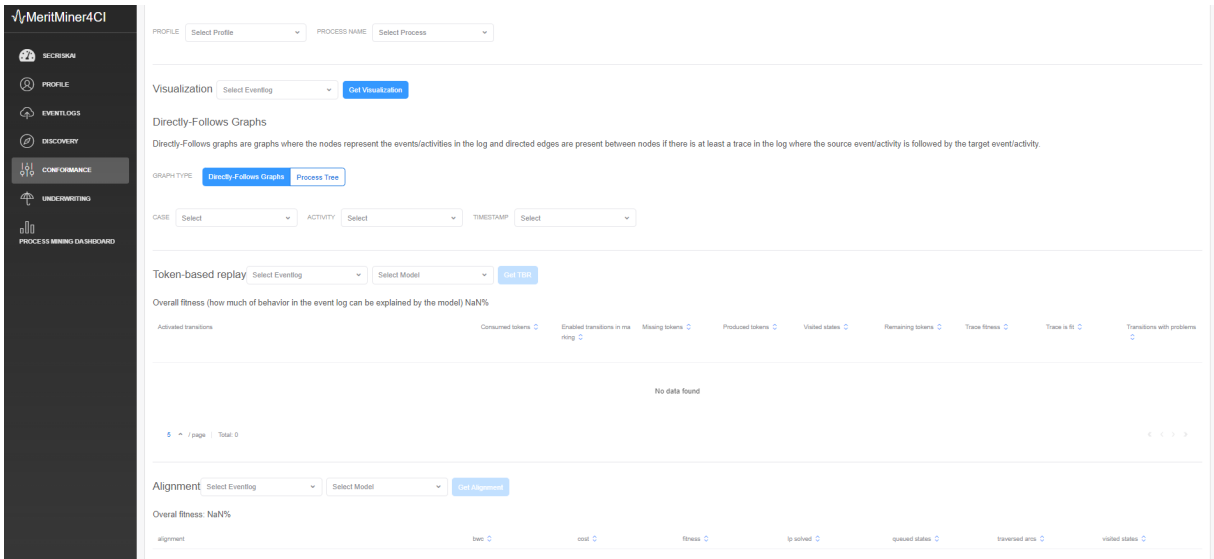 MeritMiner4CI
SECRISKAI
PROFILE
EVENTLOGS
DISCOVERY
CONFORMANCE
UNDERWRITING
PROCESS MINING DASHBOARD
PROFILE Select Profile PROCESS NAME Select Process
Visualization Select Eventlog Get Visualization
Directly-Follows Graphs
Directly-Follows graphs are graphs where the nodes represent the events/activities in the log and directed edges are present between nodes if there is at least a trace in the log where the source event/activity is followed by the target event/activity.
GRAPH TYPE Directly-Follows Graphs Process Tree
CASE Select ACTIVITY Select TIMESTAMP Select
Token-based replay Select Eventlog Select Model Get TBR
Overall fitness (how much of behavior in the event log can be explained by the model) NaN%
Activated transitions Consumed tokens Enabled transitions in ma Missing tokens Produced tokens Visited states Remaining tokens Trace fitness Trace is fit Transitions with problems
rking
No data found
5 / page Total: 0
Alignment Select Eventlog Select Model Get Alignment
Overal fitness: NaN%
alignment bwc cost fitness lp solved queued states traversed arcs visited states